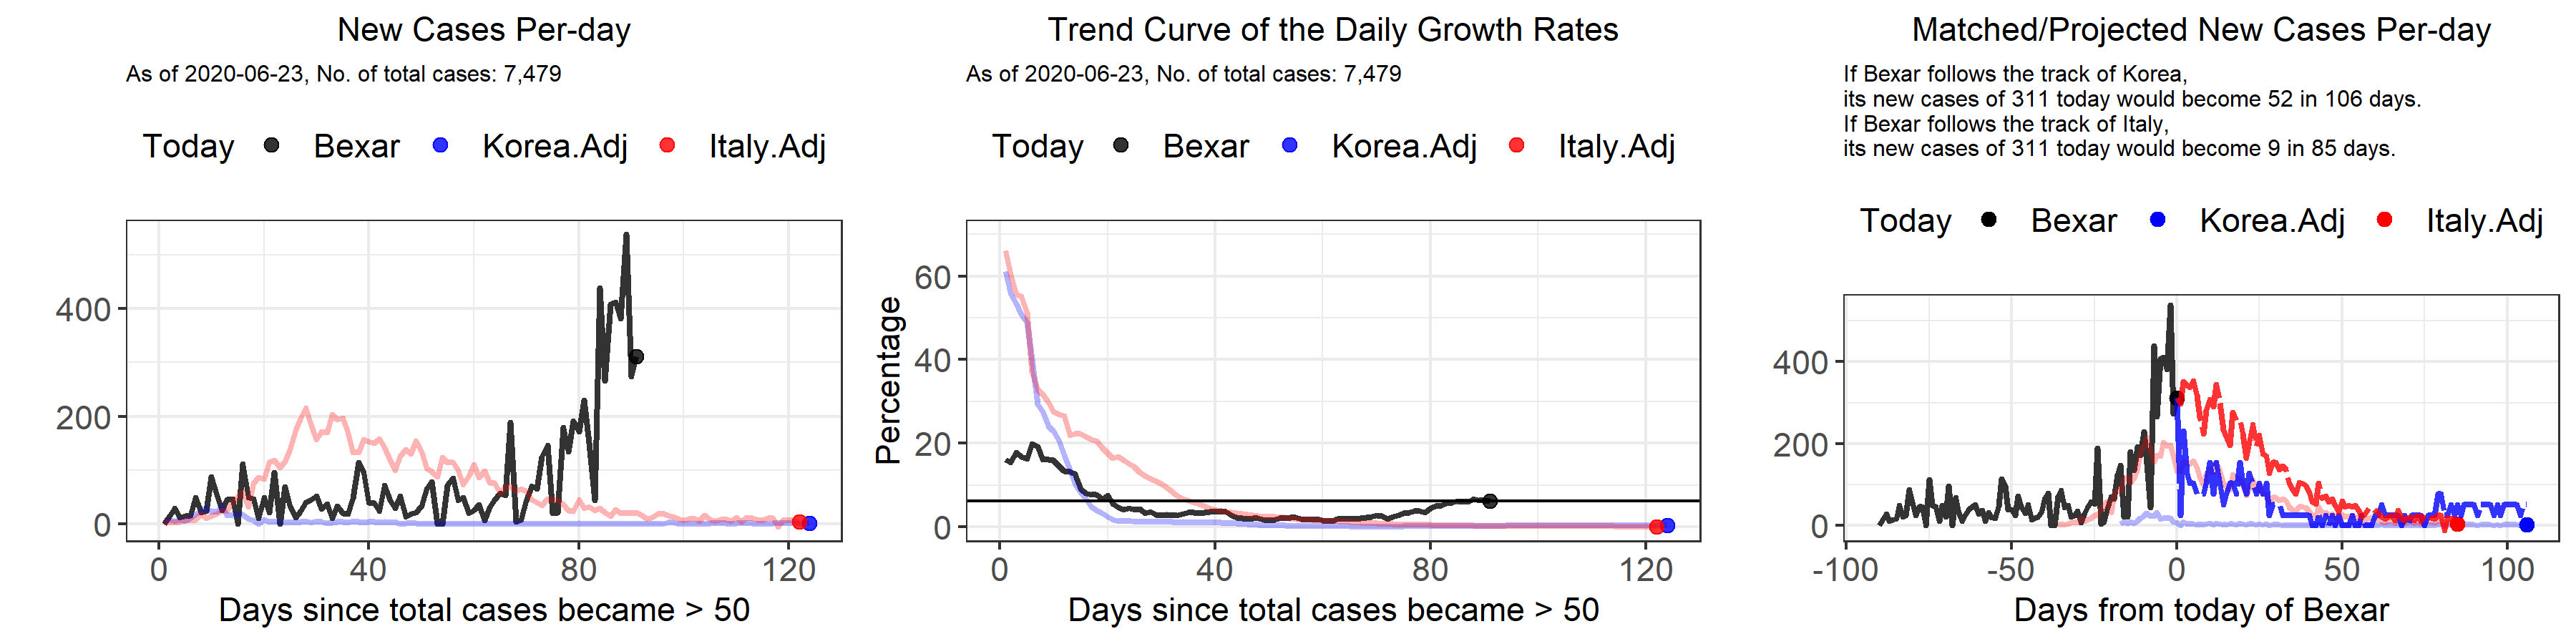 New Cases Per-day
As of 2020-06-23, No. of total cases: 7,479
Today Bexar Korea.Adj Italy.Adj
400
200
0
0 40 80 120
Days since total cases became > 50
Trend Curve of the Daily Growth Rates
As of 2020-06-23, No. of total cases: 7,479
Today Bexar Korea.Adj Italy.Adj
Percentage
60
40
20
0
0 40 80 120
Days since total cases became > 50
Matched/Projected New Cases Per-day
If Bexar follows the track of Korea,
its new cases of 311 today would become 52 in 106 days.
If Bexar follows the track of Italy,
its new cases of 311 today would become 9 in 85 days.
Today Bexar Korea.Adj Italy.Adj
400
200
0
-100 -50 0 50 100
Days from today of Bexar